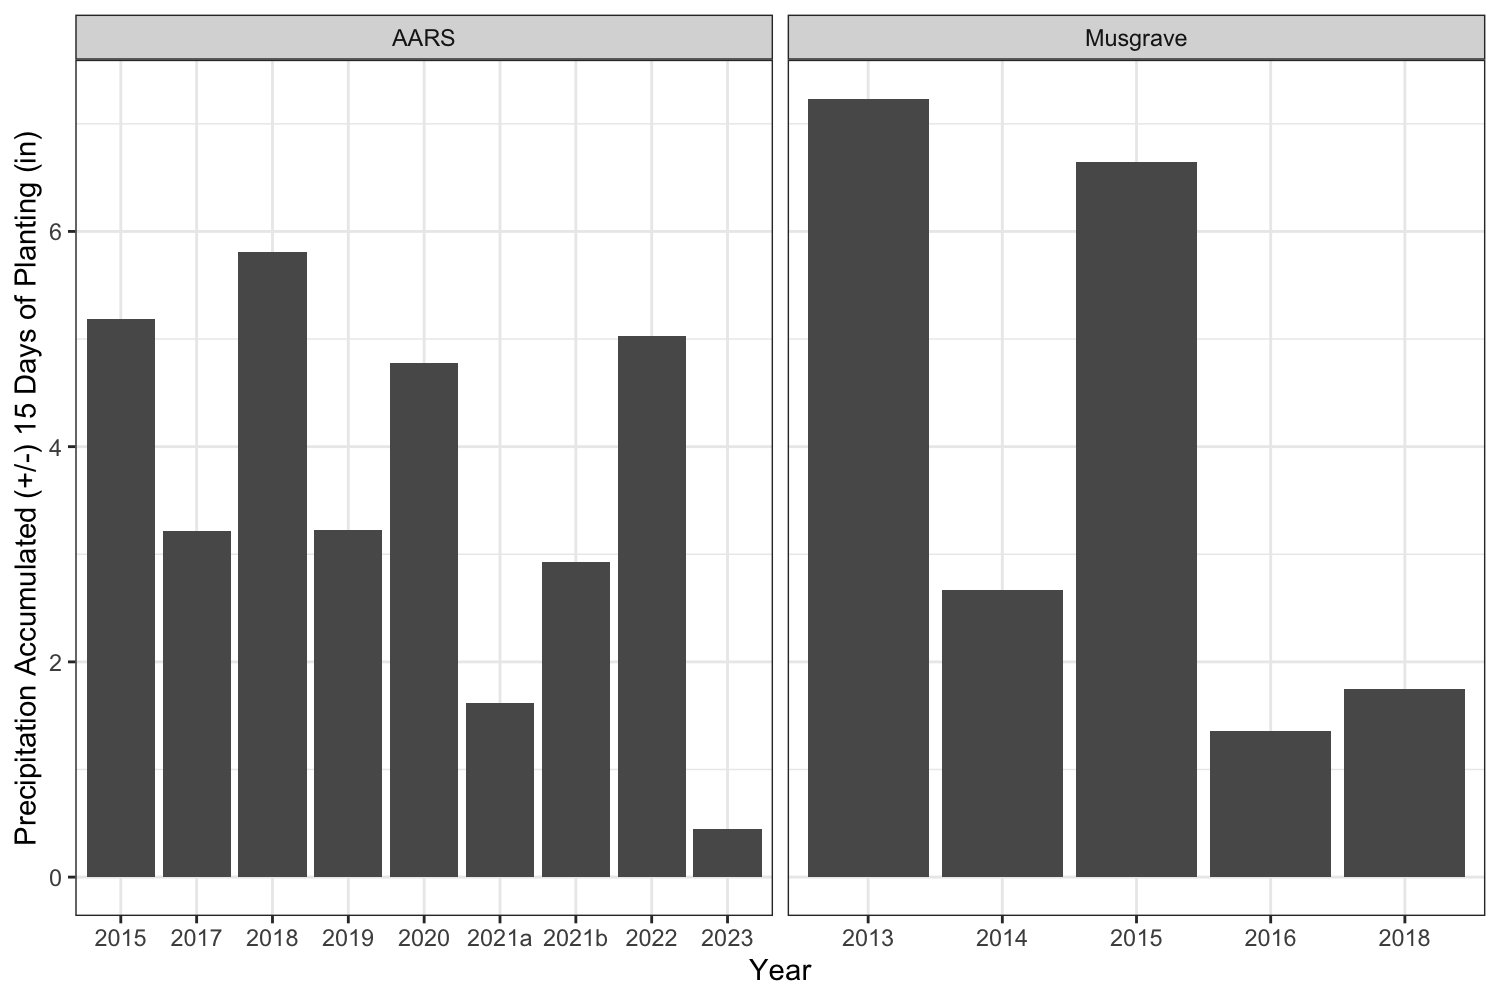 AARS
Musgrave
Precipitation Accumulated (+/-) 15 Days of Planting (in)
6
4
2
0
2015 2017 2018 2019 2020 2021a 2021b 2022 2023
2013 2014 2015 2016 2018
Year